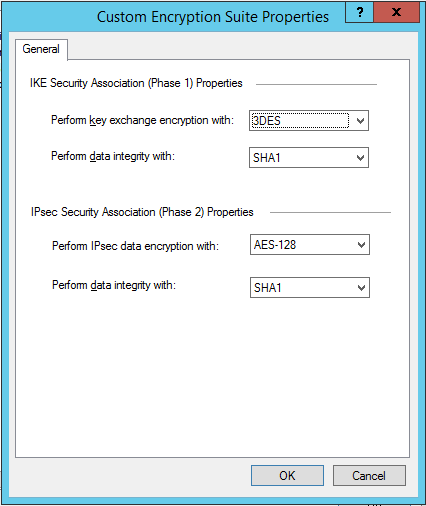 Custom Encryption Suite Properties
?
x
General
IKE Security Association (Phase 1) Properties
Perform key exchange encryption with:
3DES
Perform data integrity with:
SHA1
IPsec Security Association (Phase 2) Properties
Perform IPsec data encryption with:
AES-128
Perform data integrity with:
SHA1
OK
Cancel